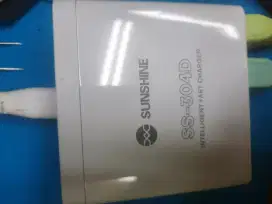 SUNSHINE
SS-304D
INTELLIGENT FAST CHARGER